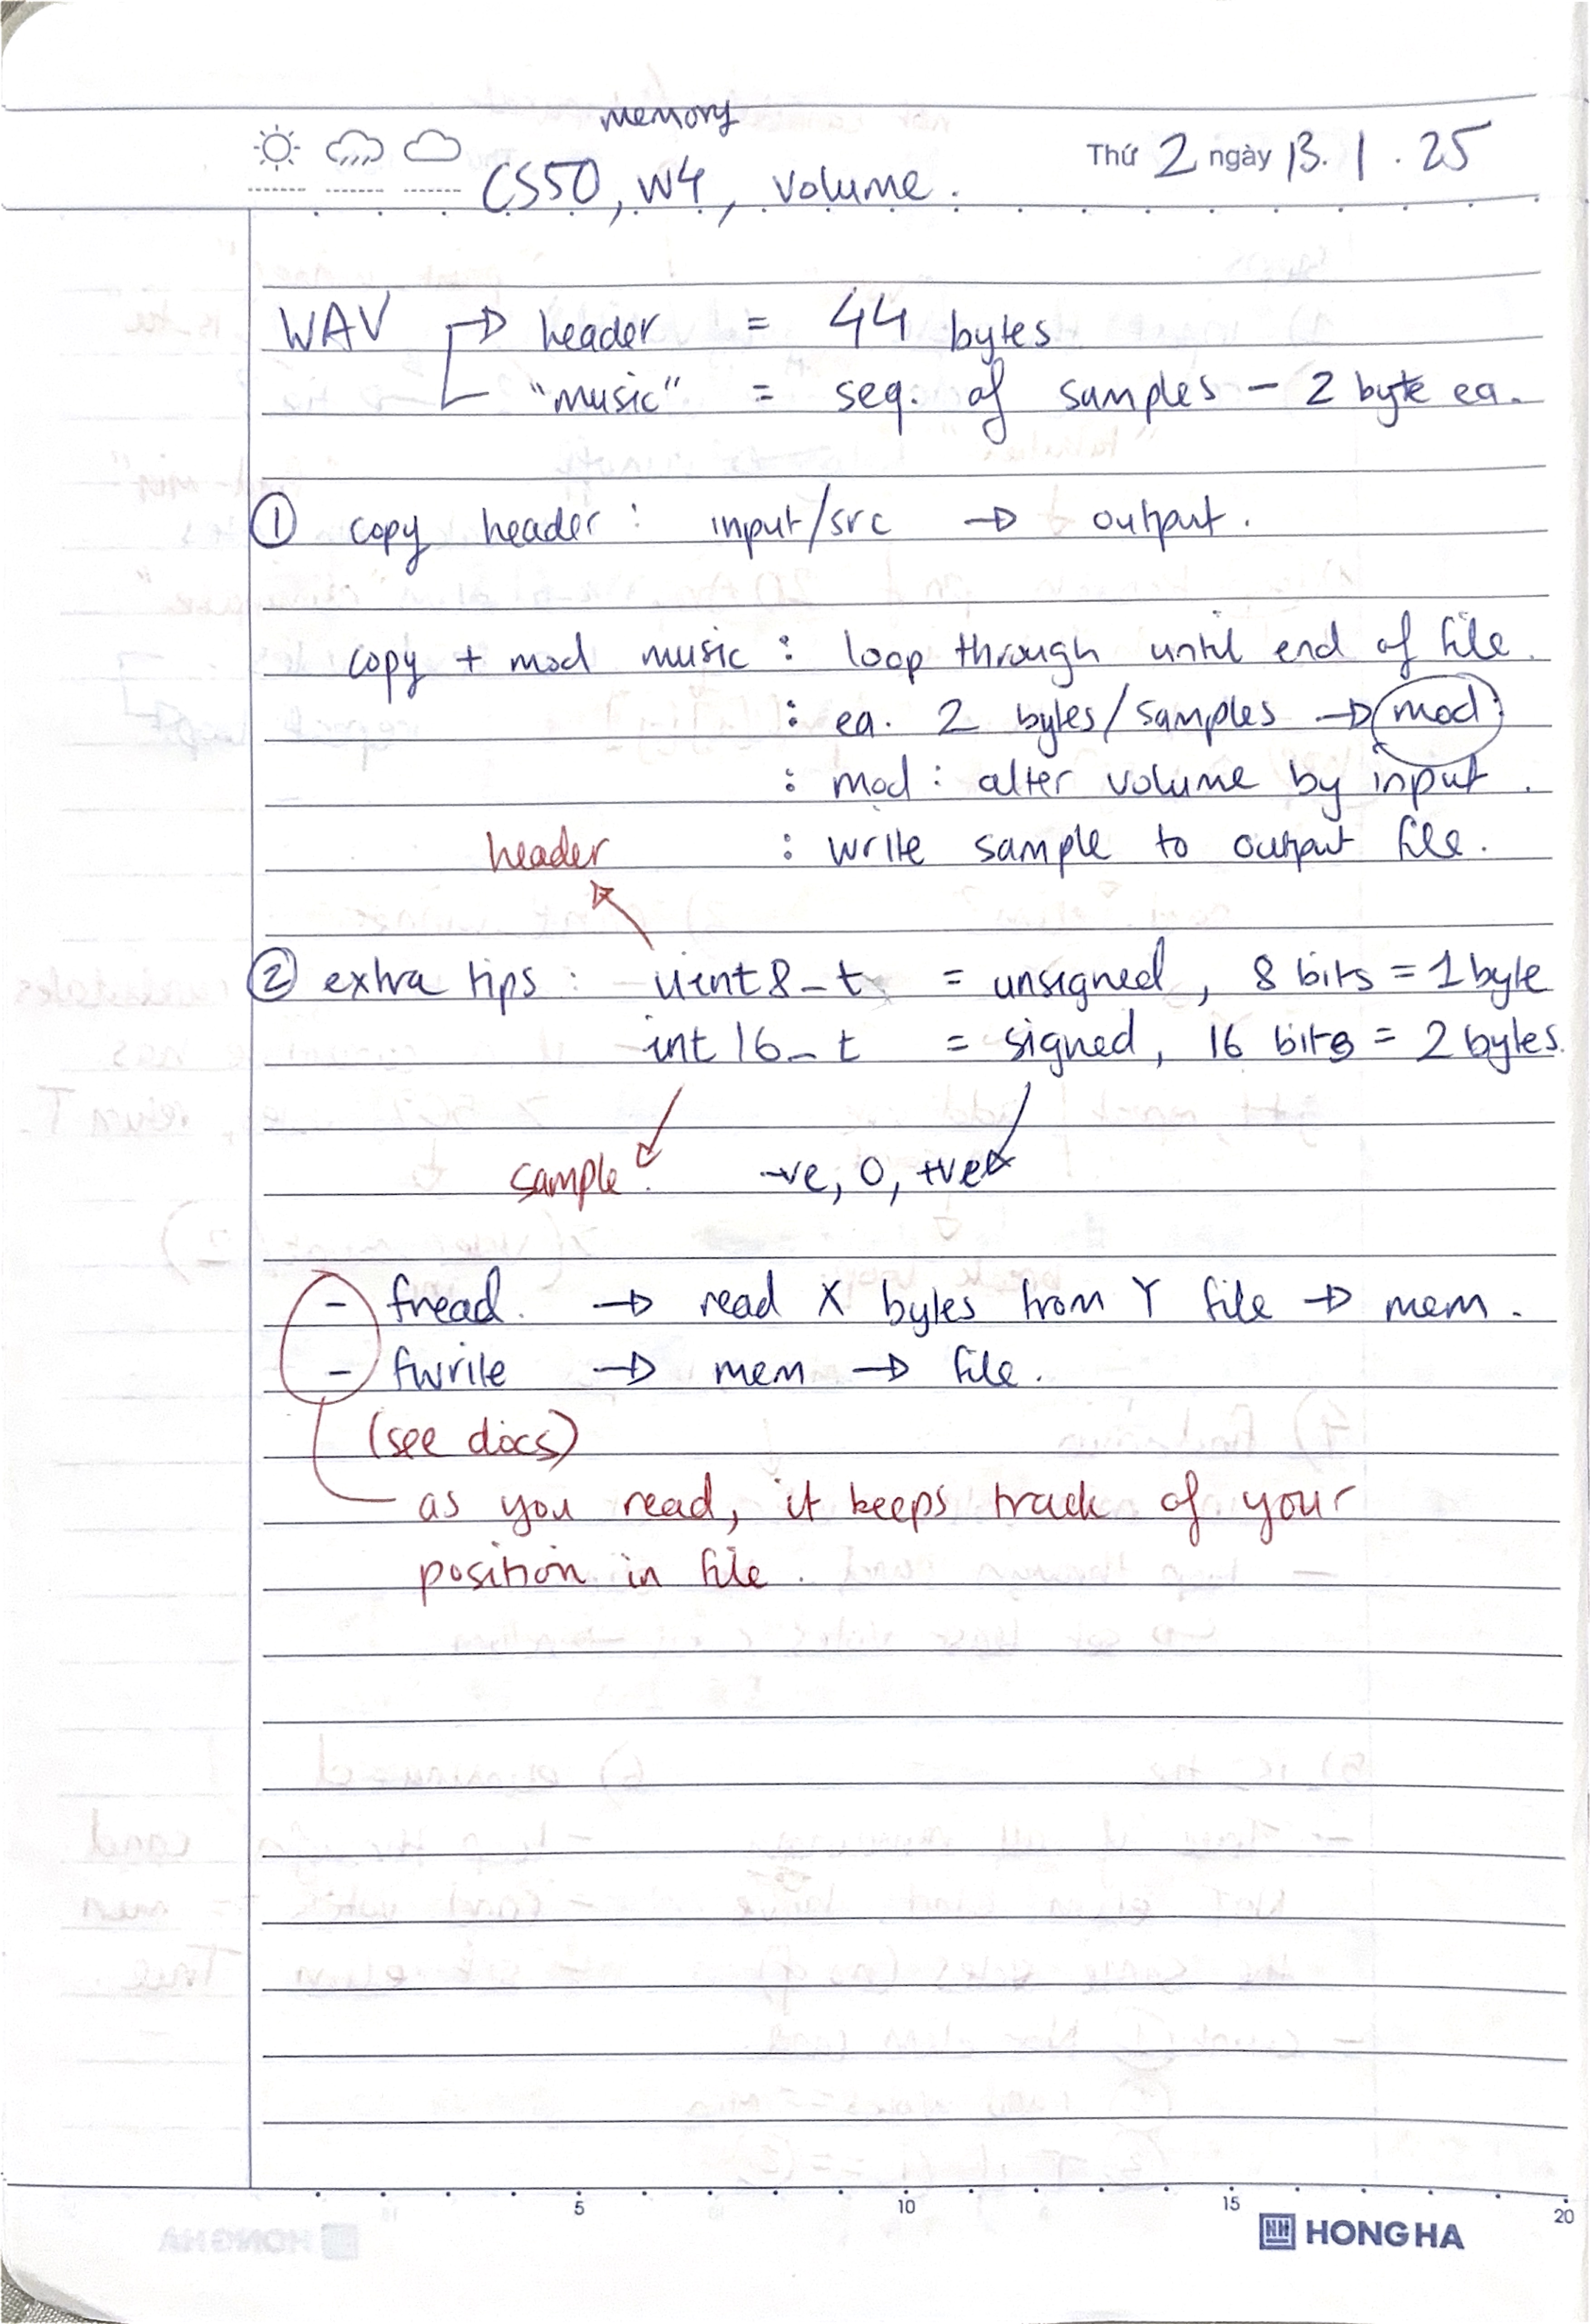 memory
CS50, W4, volume.
Thứ 2 ngày 13.1.25
WAV → header = 44 bytes
"music" = seq. of samples - 2 byte ea.
① copy header : input/src → output.
copy + mod music : loop through until end of file.
: ea. 2 bytes/samples → mod
: mod : alter volume by input.
header : write sample to output file.
② extra tips : uint8_t = unsigned, 8 bits = 1 byte
int16_t = signed, 16 bits = 2 bytes.
sample. -ve, 0, +ve
- fread. → read X bytes from Y file → mem.
- fwrite → mem → file.
(see docs)
as you read, it keeps track of your
position in file.
5 10 15 20
HONG HA